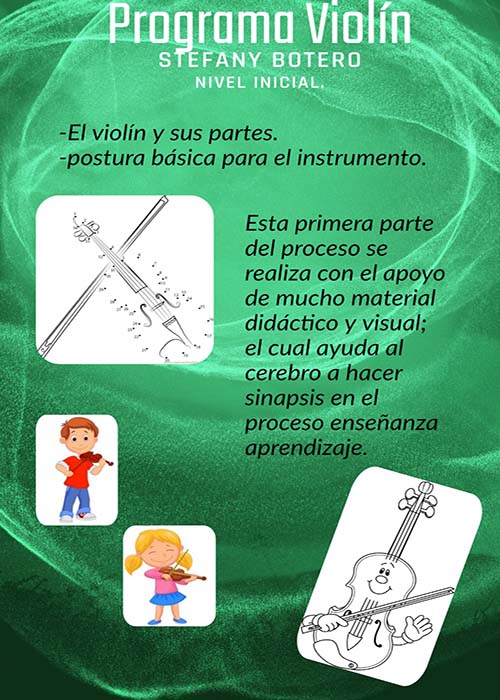 Programa Violín
STEFANY BOTERO
NIVEL INICIAL.
-El violín y sus partes.
-postura básica para el instrumento.
Esta primera parte
del proceso se
realiza con el apoyo
de mucho material
didáctico y visual;
el cual ayuda al
cerebro a hacer
sinapsis en el
proceso enseñanza
aprendizaje.